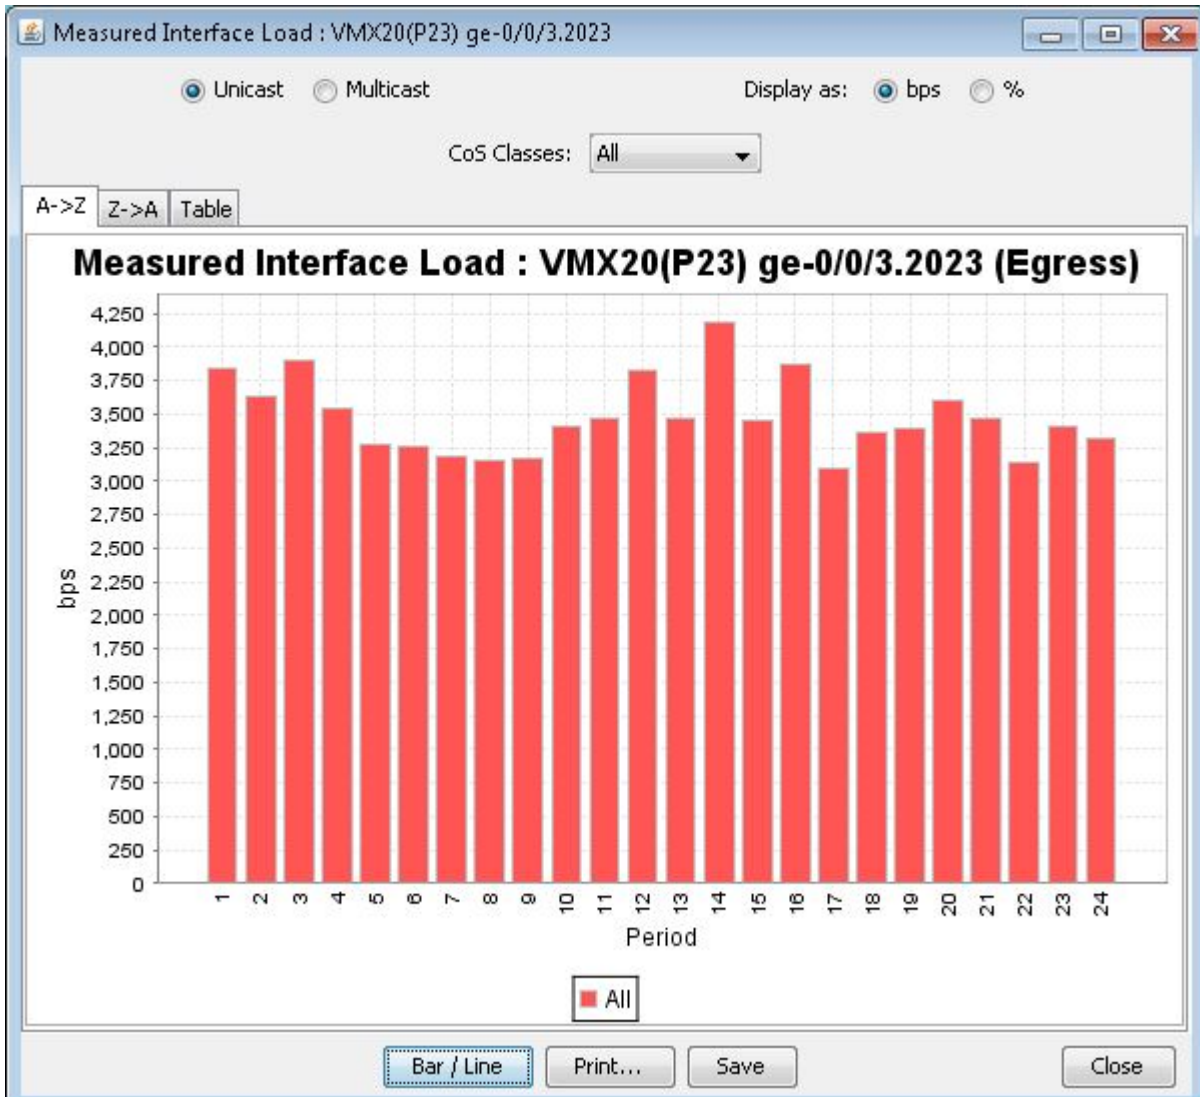 Measured Interface Load : VMX20(P23) ge-0/0/3.2023
Unicast Multicast Display as: bps %
CoS Classes: All
A->Z Z->A Table
Measured Interface Load : VMX20(P23) ge-0/0/3.2023 (Egress)
4,250
4,000
3,750
3,500
3,250
3,000
2,750
2,500
2,250
2,000
1,750
1,500
1,250
1,000
750
500
250
0
bps
1 2 3 4 5 6 7 8 9 10 11 12 13 14 15 16 17 18 19 20 21 22 23 24
Period
All
Bar / Line Print... Save Close